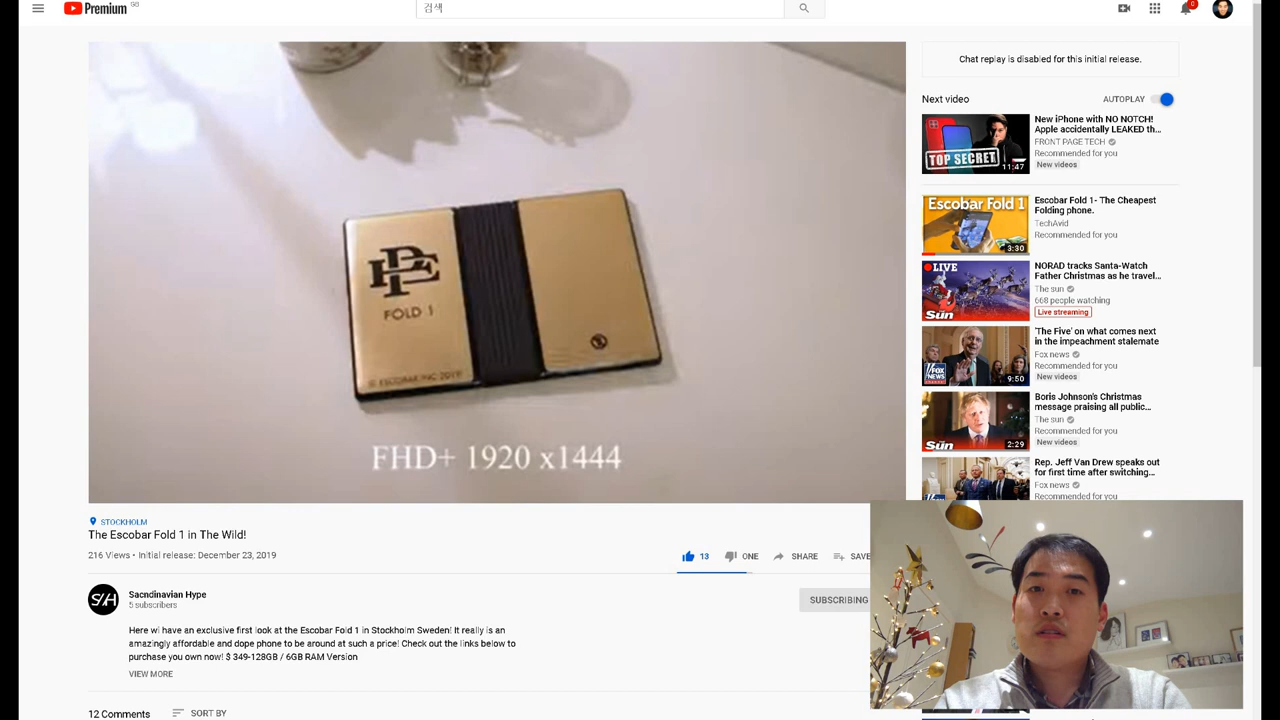 Premium GB
검색
0
PE
FOLD 1
© ESCOBAR INC 2019
FHD+ 1920 x1444
STOCKHOLM
The Escobar Fold 1 in The Wild!
216 Views • Initial release: December 23, 2019
13
ONE
SHARE
SAVE
S/H
Sacndinavian Hype
5 subscribers
SUBSCRIBING
Here wi have an exclusive first look at the Escobar Fold 1 in Stockholm Sweden! It really is an
amazingly affordable and dope phone to be around at such a price! Check out the links below to
purchase you own now! $ 349-128GB / 6GB RAM Version
VIEW MORE
12 Comments
SORT BY
Chat replay is disabled for this initial release.
Next video
AUTOPLAY
TOP SECRET
11:47
New iPhone with NO NOTCH!
Apple accidentally LEAKED th...
FRONT PAGE TECH
Recommended for you
New videos
Escobar Fold 1
3:30
Escobar Fold 1- The Cheapest
Folding phone.
TechAvid
Recommended for you
LIVE
Sun
NORAD tracks Santa-Watch
Father Christmas as he travel...
The sun
668 people watching
Live streaming
FOX NEWS
9:50
'The Five' on what comes next
in the impeachment stalemate
Fox news
Recommended for you
New videos
Sun
2:29
Boris Johnson's Christmas
message praising all public...
The sun
Recommended for you
New videos
Rep. Jeff Van Drew speaks out
for first time after switching...
Fox news
Recommended for you